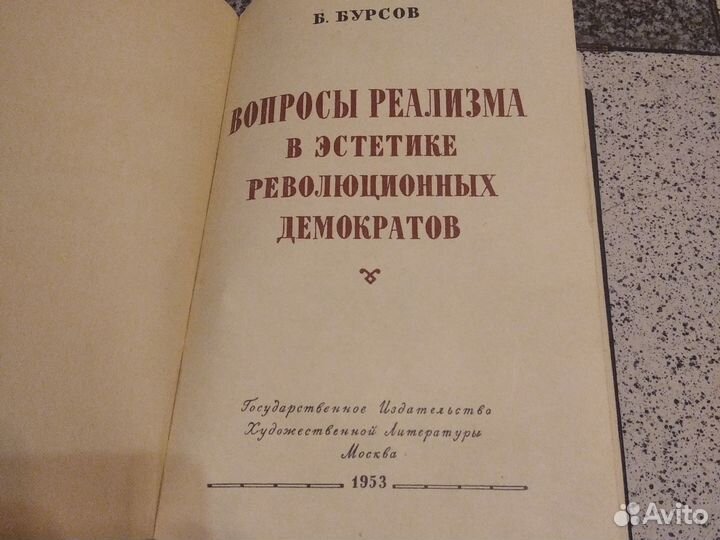 Б. БУРСОВ
ВОПРОСЫ РЕАЛИЗМА
В ЭСТЕТИКЕ
РЕВОЛЮЦИОННЫХ
ДЕМОКРАТОВ
Государственное Издательство
Художественной Литературы
Москва
1953
Avito